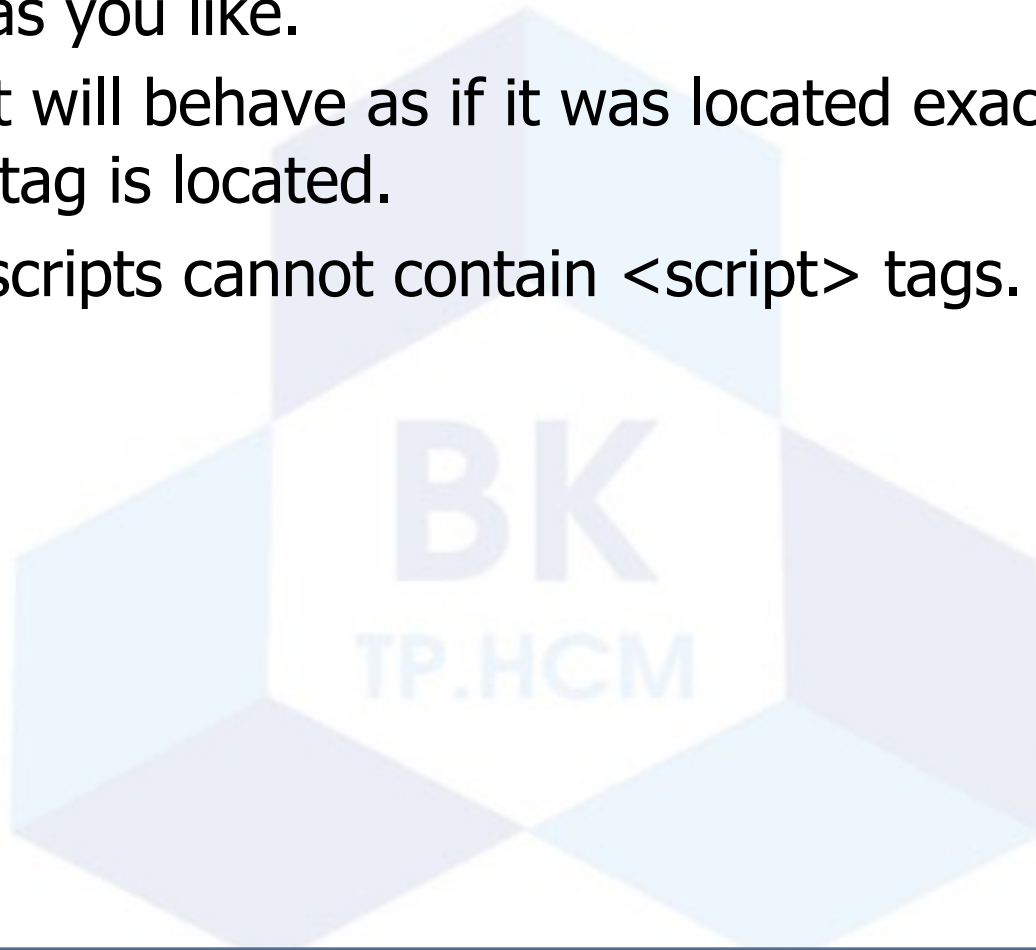 as you like.
t will behave as if it was located exac
tag is located.
scripts cannot contain <script> tags.
BK
TP.HCM